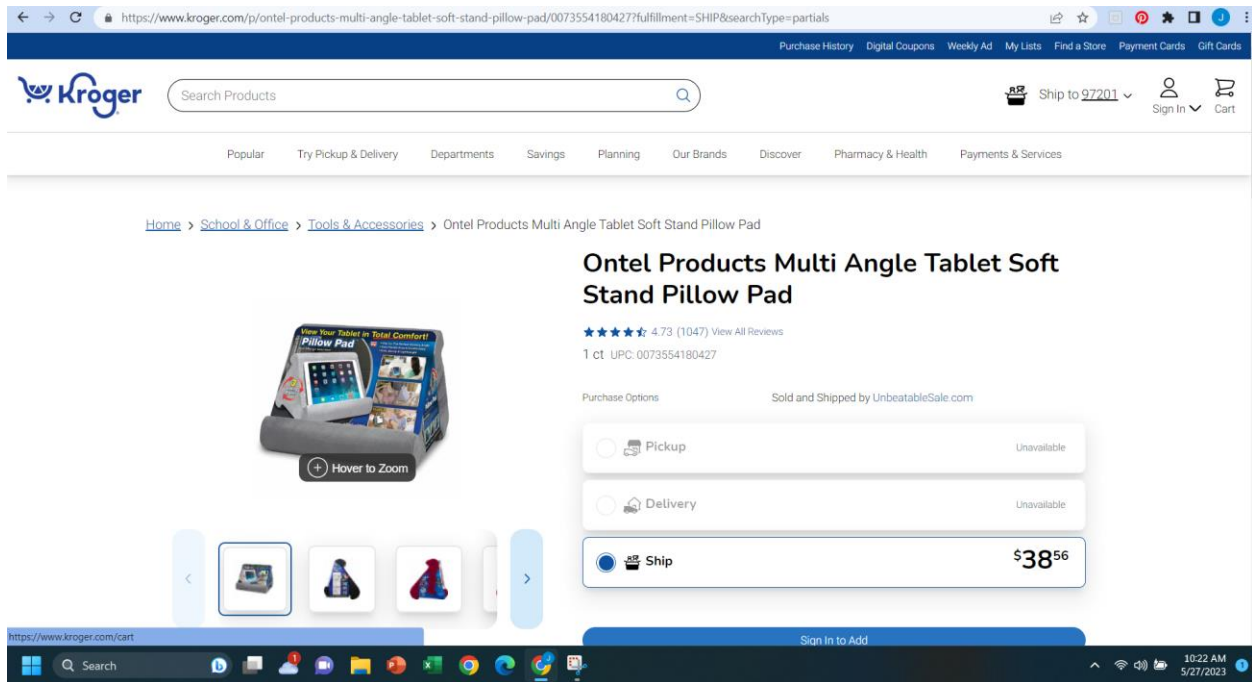 https://www.kroger.com/p/ontel-products-multi-angle-tablet-soft-stand-pillow-pad/0073554180427?fulfillment=SHIP&searchType=partials
J
Purchase History Digital Coupons Weekly Ad My Lists Find a Store Payment Cards Gift Cards
Kroger
Search Products
Ship to 97201
Sign In
Cart
Popular Try Pickup & Delivery Departments Savings Planning Our Brands Discover Pharmacy & Health Payments & Services
Home > School & Office > Tools & Accessories > Ontel Products Multi Angle Tablet Soft Stand Pillow Pad
Ontel Products Multi Angle Tablet Soft
Stand Pillow Pad
4.73 (1047) View All Reviews
1 ct UPC: 0073554180427
Purchase Options
Sold and Shipped by UnbeatableSale.com
Pickup Unavailable
Delivery Unavailable
Ship $38 56
Sign In to Add
View Your Tablet in Total Comfort!
Pillow Pad
Hover to Zoom
https://www.kroger.com/cart
Search
10:22 AM
5/27/2023
1